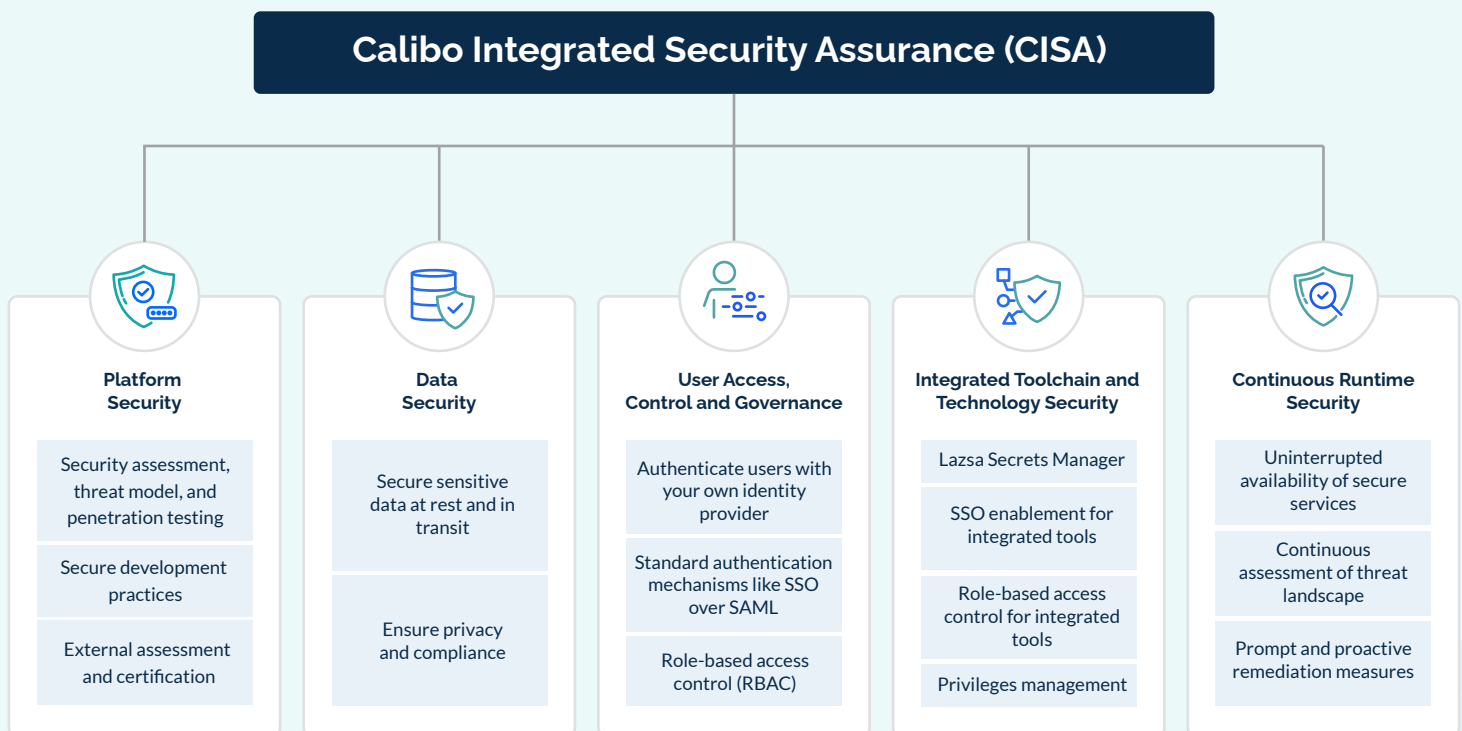 Calibo Integrated Security Assurance (CISA)
Platform
Security
Security assessment,
threat model, and
penetration testing
Secure development
practices
External assessment
and certification
Data
Security
Secure sensitive
data at rest and in
transit
Ensure privacy
and compliance
User Access,
Control and Governance
Authenticate users with
your own identity
provider
Standard authentication
mechanisms like SSO
over SAML
Role-based access
control (RBAC)
Integrated Toolchain and
Technology Security
Lazsa Secrets Manager
SSO enablement for
integrated tools
Role-based access
control for integrated
tools
Privileges management
Continuous Runtime
Security
Uninterrupted
availability of secure
services
Continuous
assessment of threat
landscape
Prompt and proactive
remediation measures